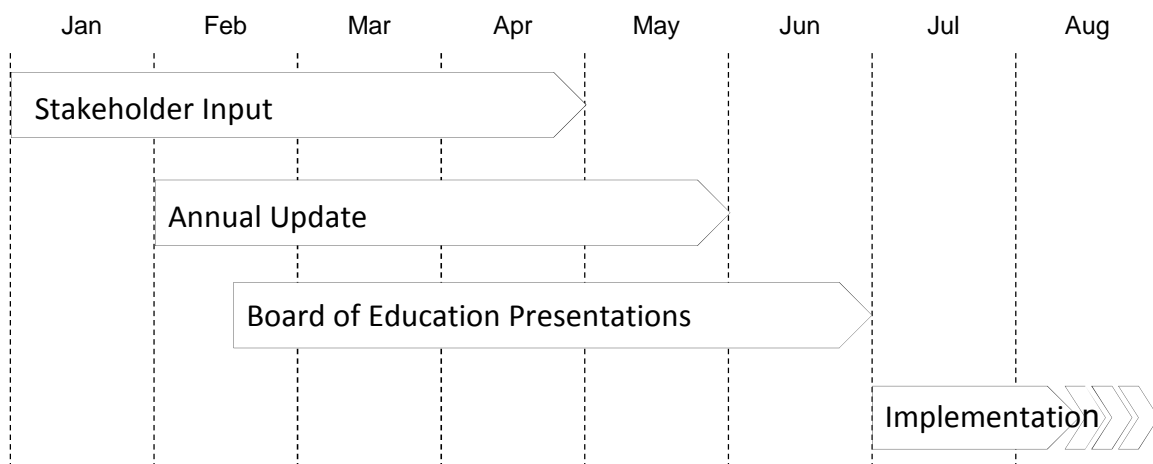 Jan Feb Mar Apr May Jun Jul Aug
Stakeholder Input
Annual Update
Board of Education Presentations
Implementation